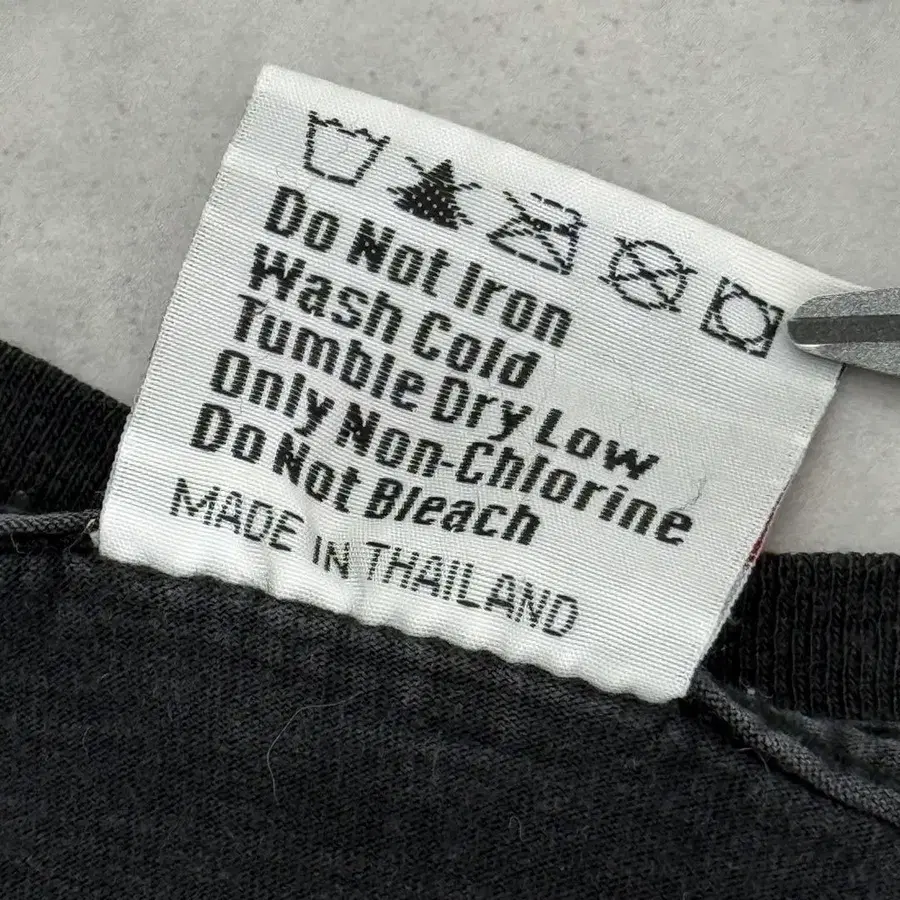 Do Not Iron
Wash Cold
Tumble Dry Low
Only Non-Chlorine
Do Not Bleach
MADE IN THAILAND